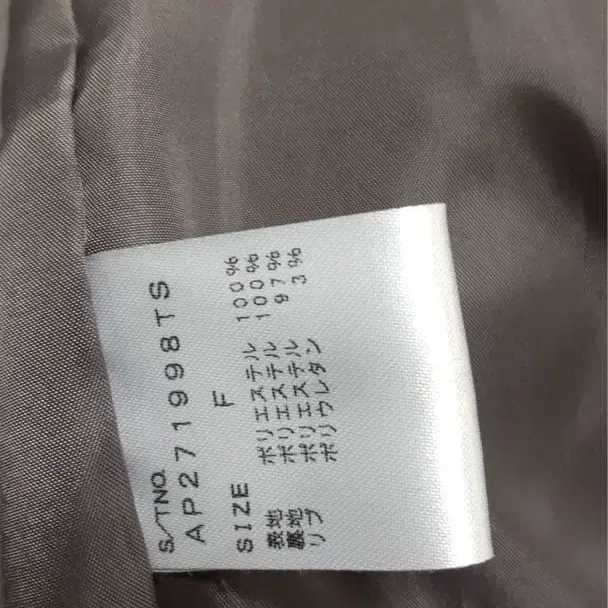 S/TNO.
AP271998TS
SIZE F
表地 ポリエステル 100%
裏地 ポリエステル 100%
リブ ポリエステル 97%
ポリウレタン 3%